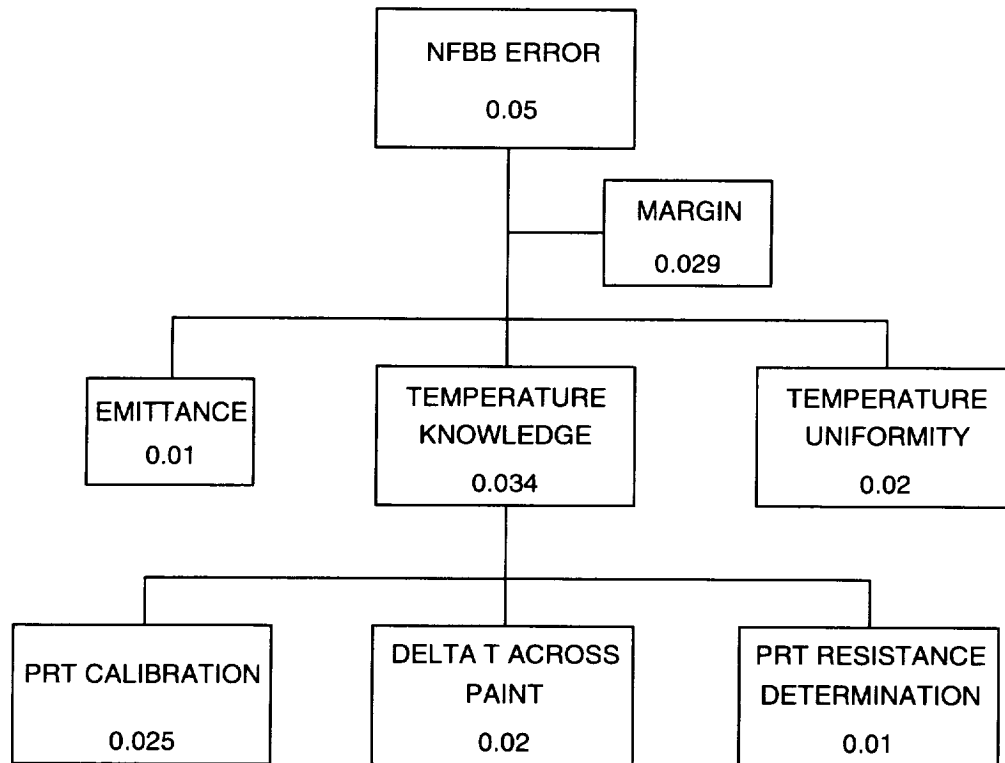 NFBB ERROR
0.05
MARGIN
0.029
EMITTANCE
0.01
TEMPERATURE
KNOWLEDGE
0.034
TEMPERATURE
UNIFORMITY
0.02
PRT CALIBRATION
0.025
DELTA T ACROSS
PAINT
0.02
PRT RESISTANCE
DETERMINATION
0.01